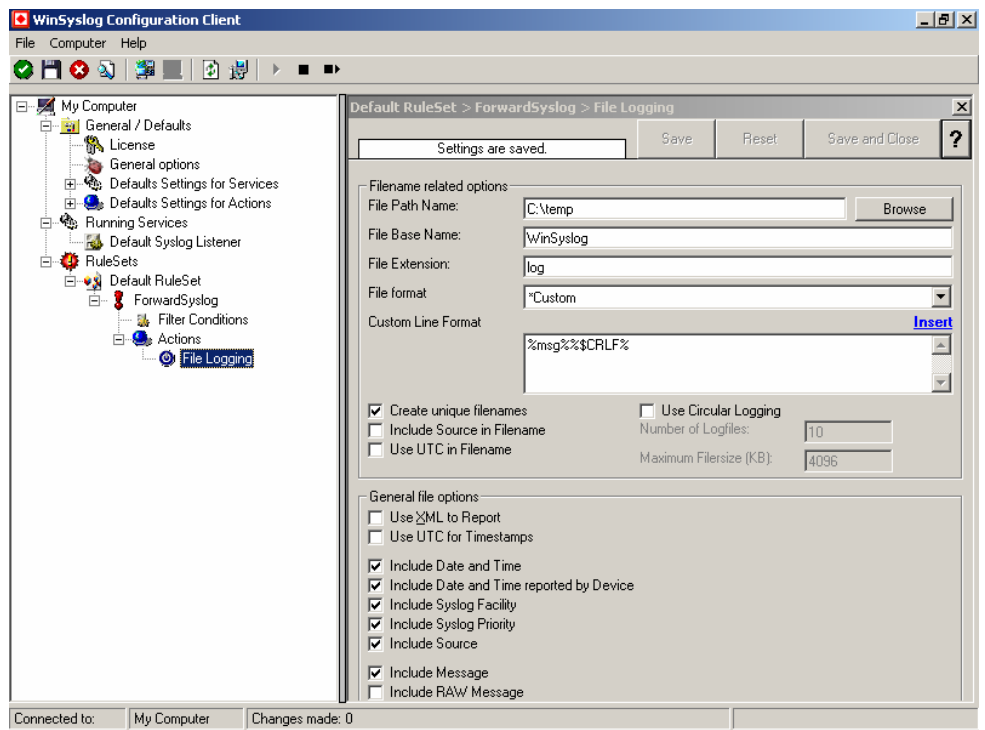 WinSyslog Configuration Client
File Computer Help
My Computer
General / Defaults
License
General options
Defaults Settings for Services
Defaults Settings for Actions
Running Services
Default Syslog Listener
RuleSets
Default RuleSet
ForwardSyslog
Filter Conditions
Actions
File Logging
Default RuleSet > ForwardSyslog > File Logging
Settings are saved.
Save
Reset
Save and Close
?
Filename related options
File Path Name:
C:\temp
Browse
File Base Name:
WinSyslog
File Extension:
log
File format
*Custom
Custom Line Format
Insert
%msg%%$CRLF%
Create unique filenames
Include Source in Filename
Use UTC in Filename
Use Circular Logging
Number of Logfiles:
10
Maximum Filersize (KB):
4096
General file options
Use XML to Report
Use UTC for Timestamps
Include Date and Time
Include Date and Time reported by Device
Include Syslog Facility
Include Syslog Priority
Include Source
Include Message
Include RAW Message
Connected to:
My Computer
Changes made: 0